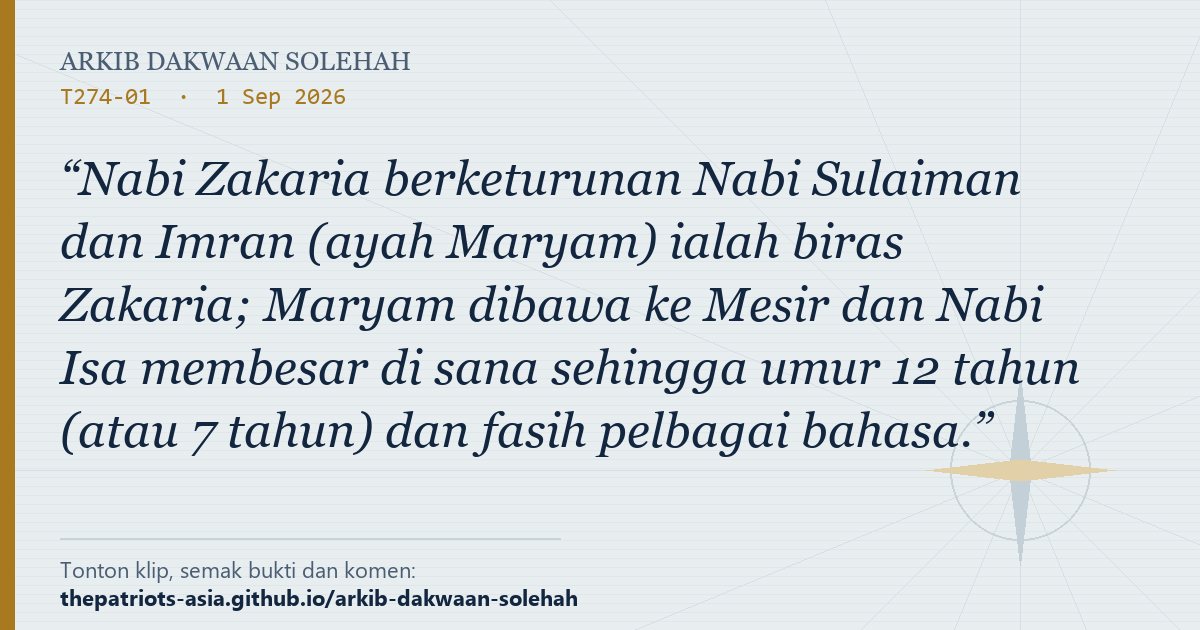 ARKIB DAKWAAN SOLEHAH
T274-01 · 1 Sep 2026
“Nabi Zakaria berketurunan Nabi Sulaiman
dan Imran (ayah Maryam) ialah biras
Zakaria; Maryam dibawa ke Mesir dan Nabi
Isa membesar di sana sehingga umur 12 tahun
(atau 7 tahun) dan fasih pelbagai bahasa.”
Tonton klip, semak bukti dan komen:
thepatriots-asia.github.io/arkib-dakwaan-solehah